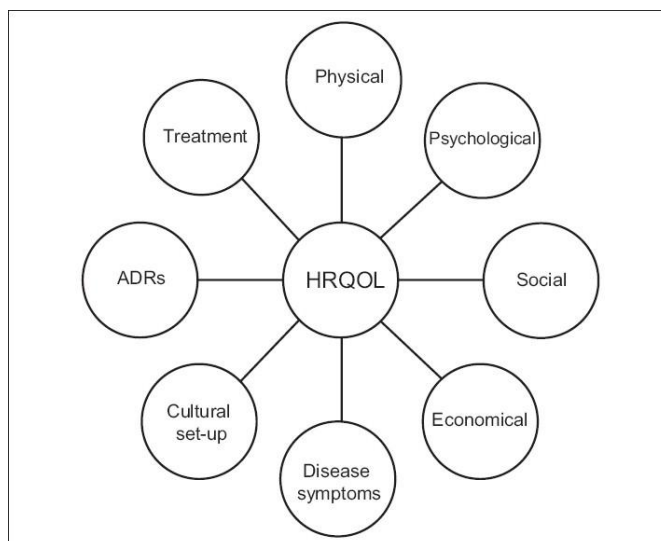 Physical
Treatment
Psychological
ADRs
HRQOL
Social
Cultural
set-up
Economical
Disease
symptoms